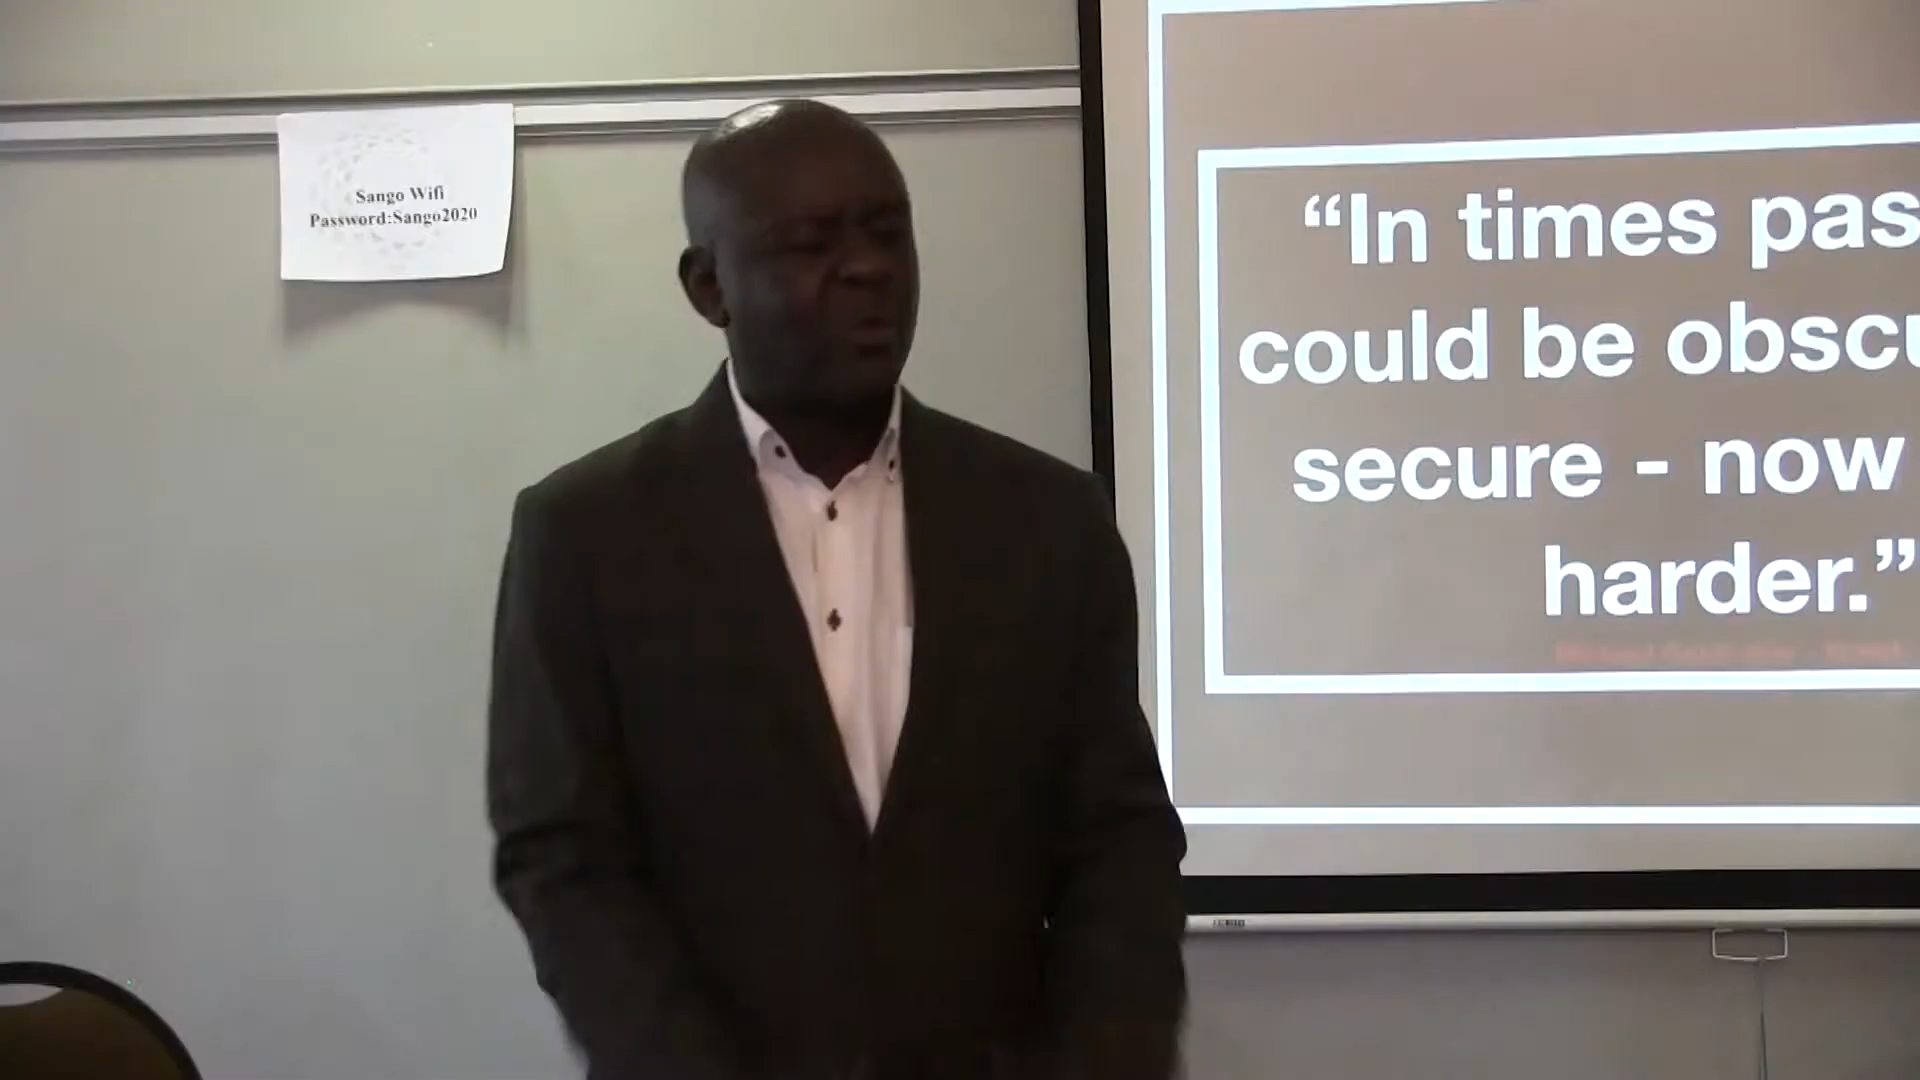 Sango Wifi
Password:Sango2020
“In times pas
could be obscu
secure - now
harder.”